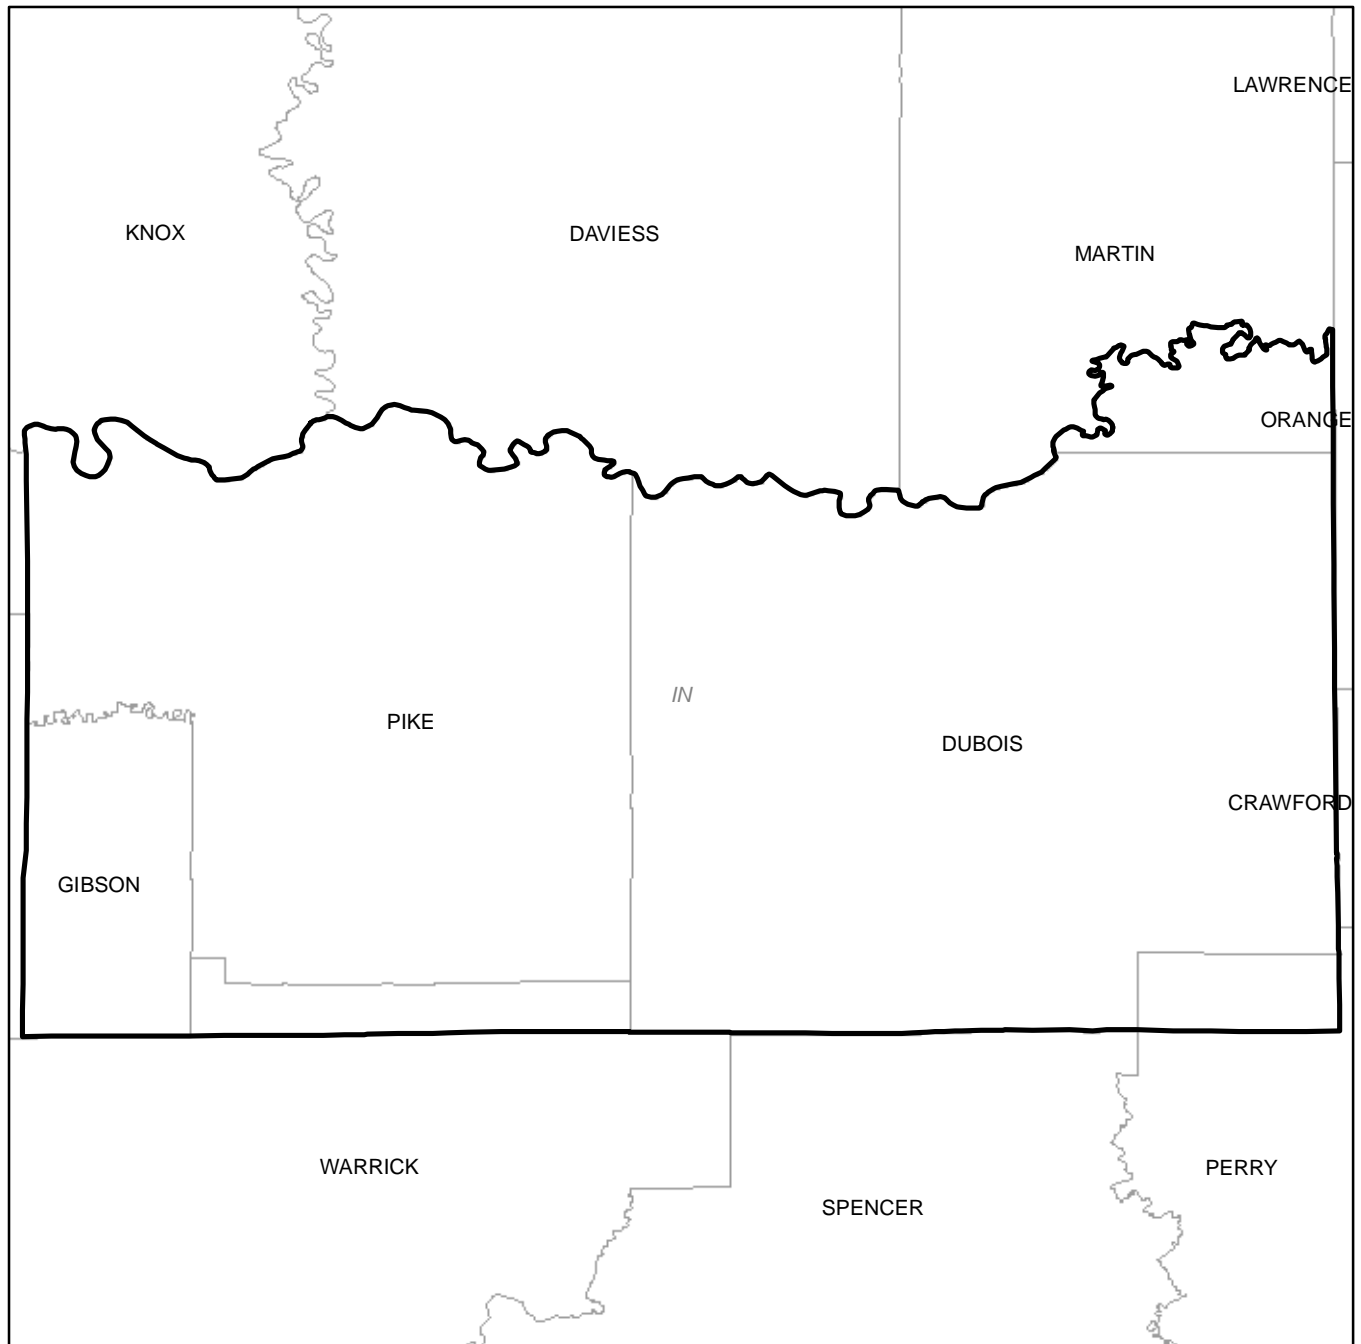 LAWRENCE
KNOX
DAVIESS
MARTIN
ORANGE
IN
PIKE
DUBOIS
CRAWFORD
GIBSON
WARRICK
PERRY
SPENCER